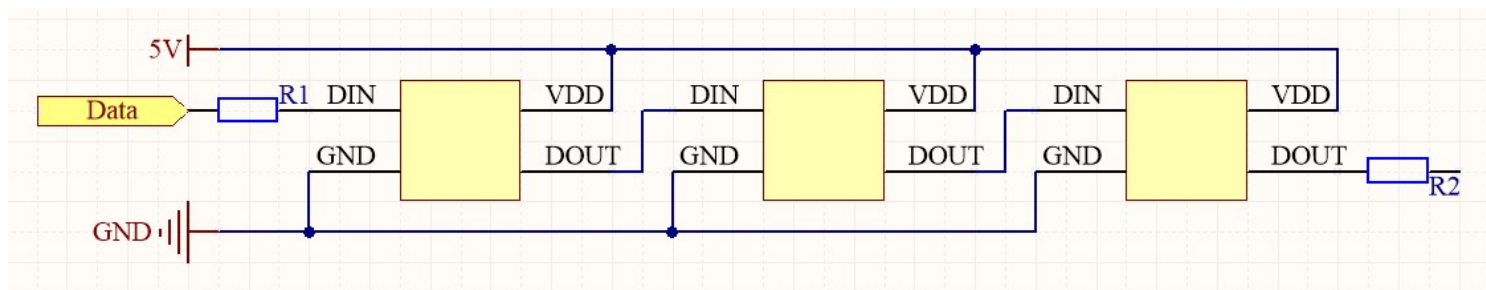 5V
Data R1 DIN VDD DIN VDD DIN VDD
GND DOUT GND DOUT GND DOUT R2
GND